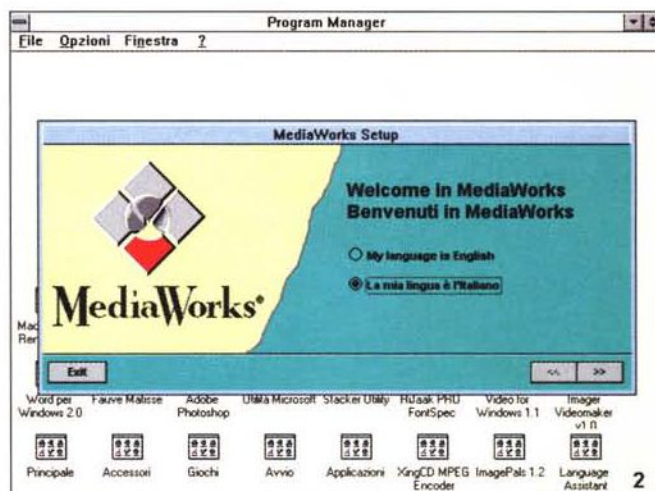 Program Manager
File Opzioni Finestra ?
MediaWorks Setup
Welcome in MediaWorks
Benvenuti in MediaWorks
My language is English
La mia lingua è l'Italiano
MediaWorks®
Exit << >>
Word per Windows 2.0
Fauve Matisse
Adobe Photoshop
Utilità Microsoft
Stacker Utility
HiJaak PRO FontSpec
Video for Windows 1.1
Imager Videomaker v1.0
Principale
Accessori
Giochi
Avvio
Applicazioni
XingCD MPEG Encoder
ImagePals 1.2
Language Assistant
2